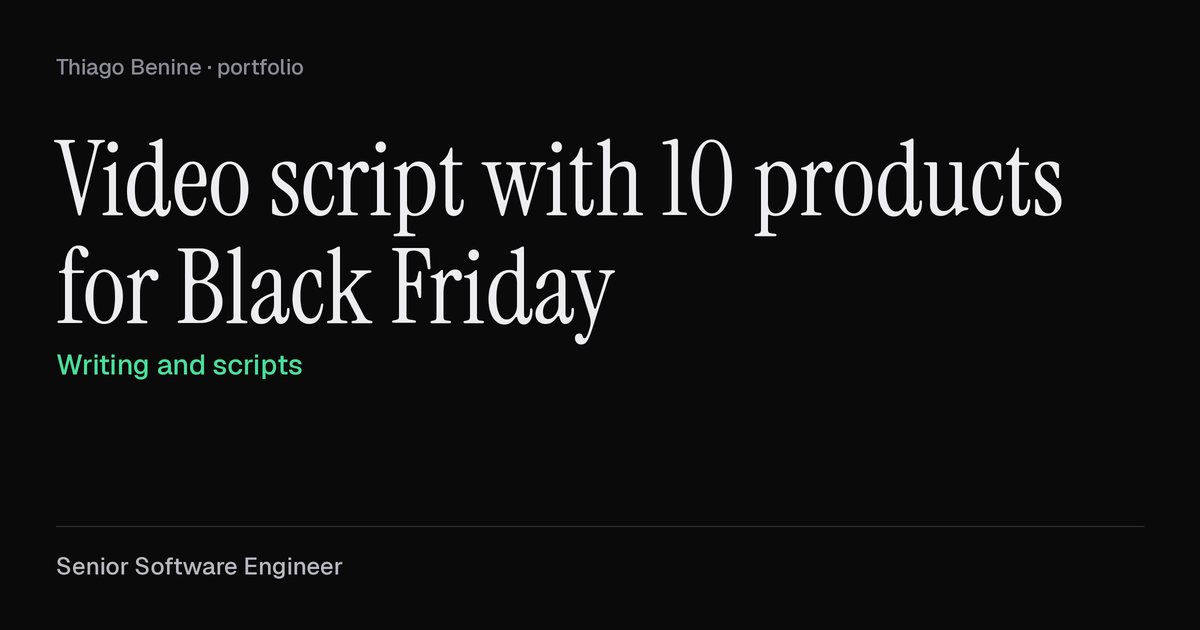 Thiago Benine · portfolio
Video script with 10 products
for Black Friday
Writing and scripts
Senior Software Engineer